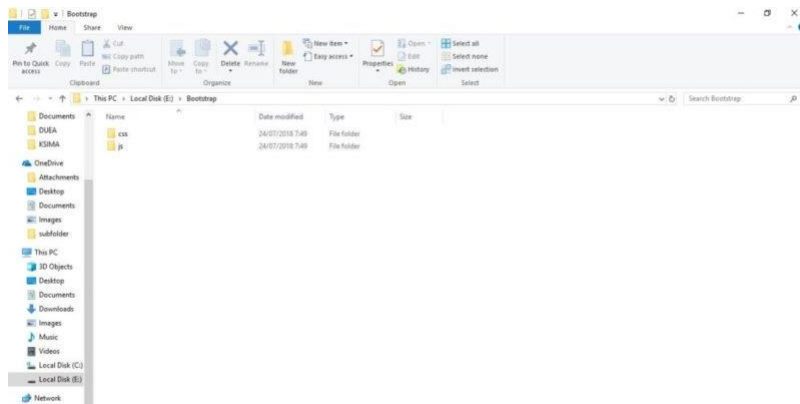 Bootstrap
File Home Share View
Pin to Quick access
Copy
Paste
Cut
Copy path
Paste shortcut
Clipboard
Move to
Copy to
Delete
Rename
Organize
New folder
New item
Easy access
New
Properties
Open
Edit
History
Open
Select all
Select none
Invert selection
Select
This PC > Local Disk (E:) > Bootstrap
Search Bootstrap
Name Date modified Type Size
css 24/07/2018 7:49 File folder
js 24/07/2018 7:49 File folder
Documents
DUEA
KSIMA
OneDrive
Attachments
Desktop
Documents
Images
subfolder
This PC
3D Objects
Desktop
Documents
Downloads
Images
Music
Videos
Local Disk (C:)
Local Disk (E:)
Network